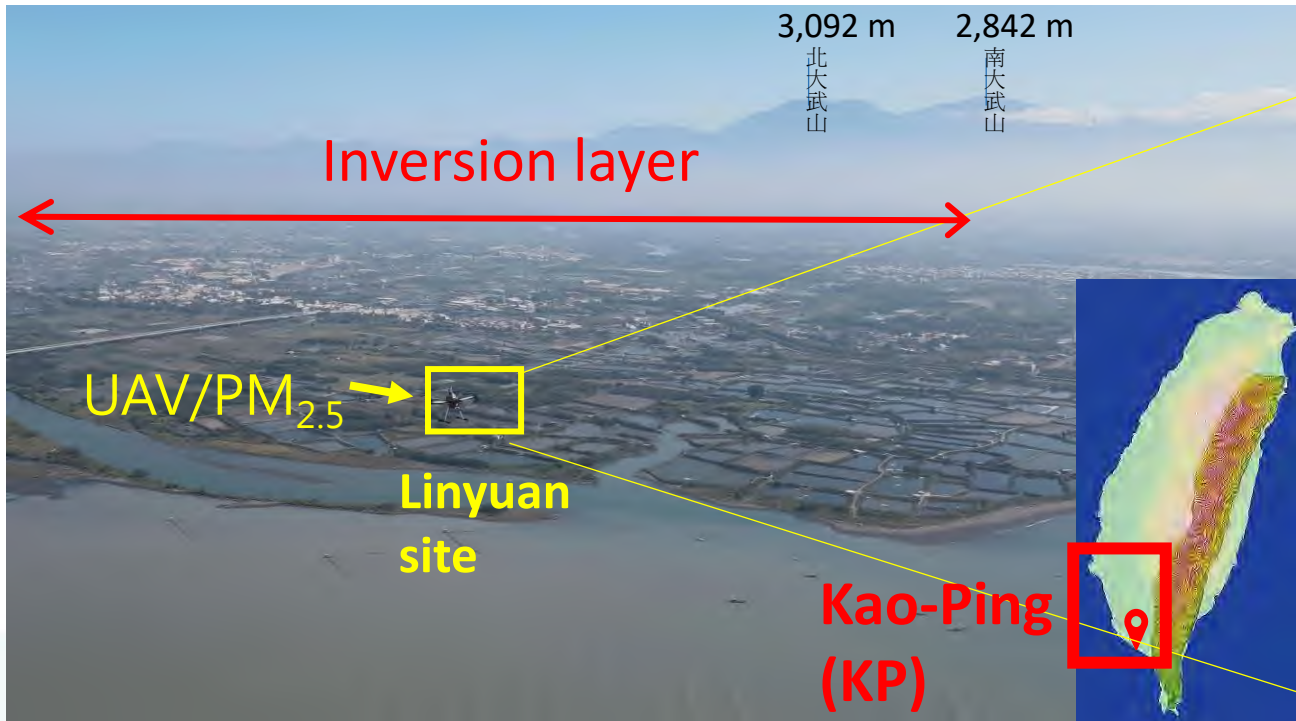 3,092 m
2,842 m
北大武山
南大武山
Inversion layer
UAV/PM2.5
Linyuan
site
Kao-Ping
(KP)